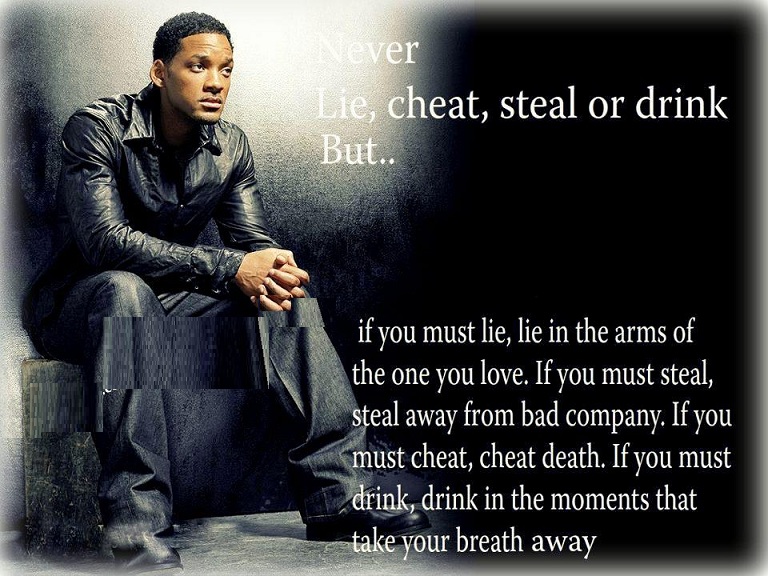 Never
Lie, cheat, steal or drink
But..
if you must lie, lie in the arms of
the one you love. If you must steal,
steal away from bad company. If you
must cheat, cheat death. If you must
drink, drink in the moments that
take your breath away